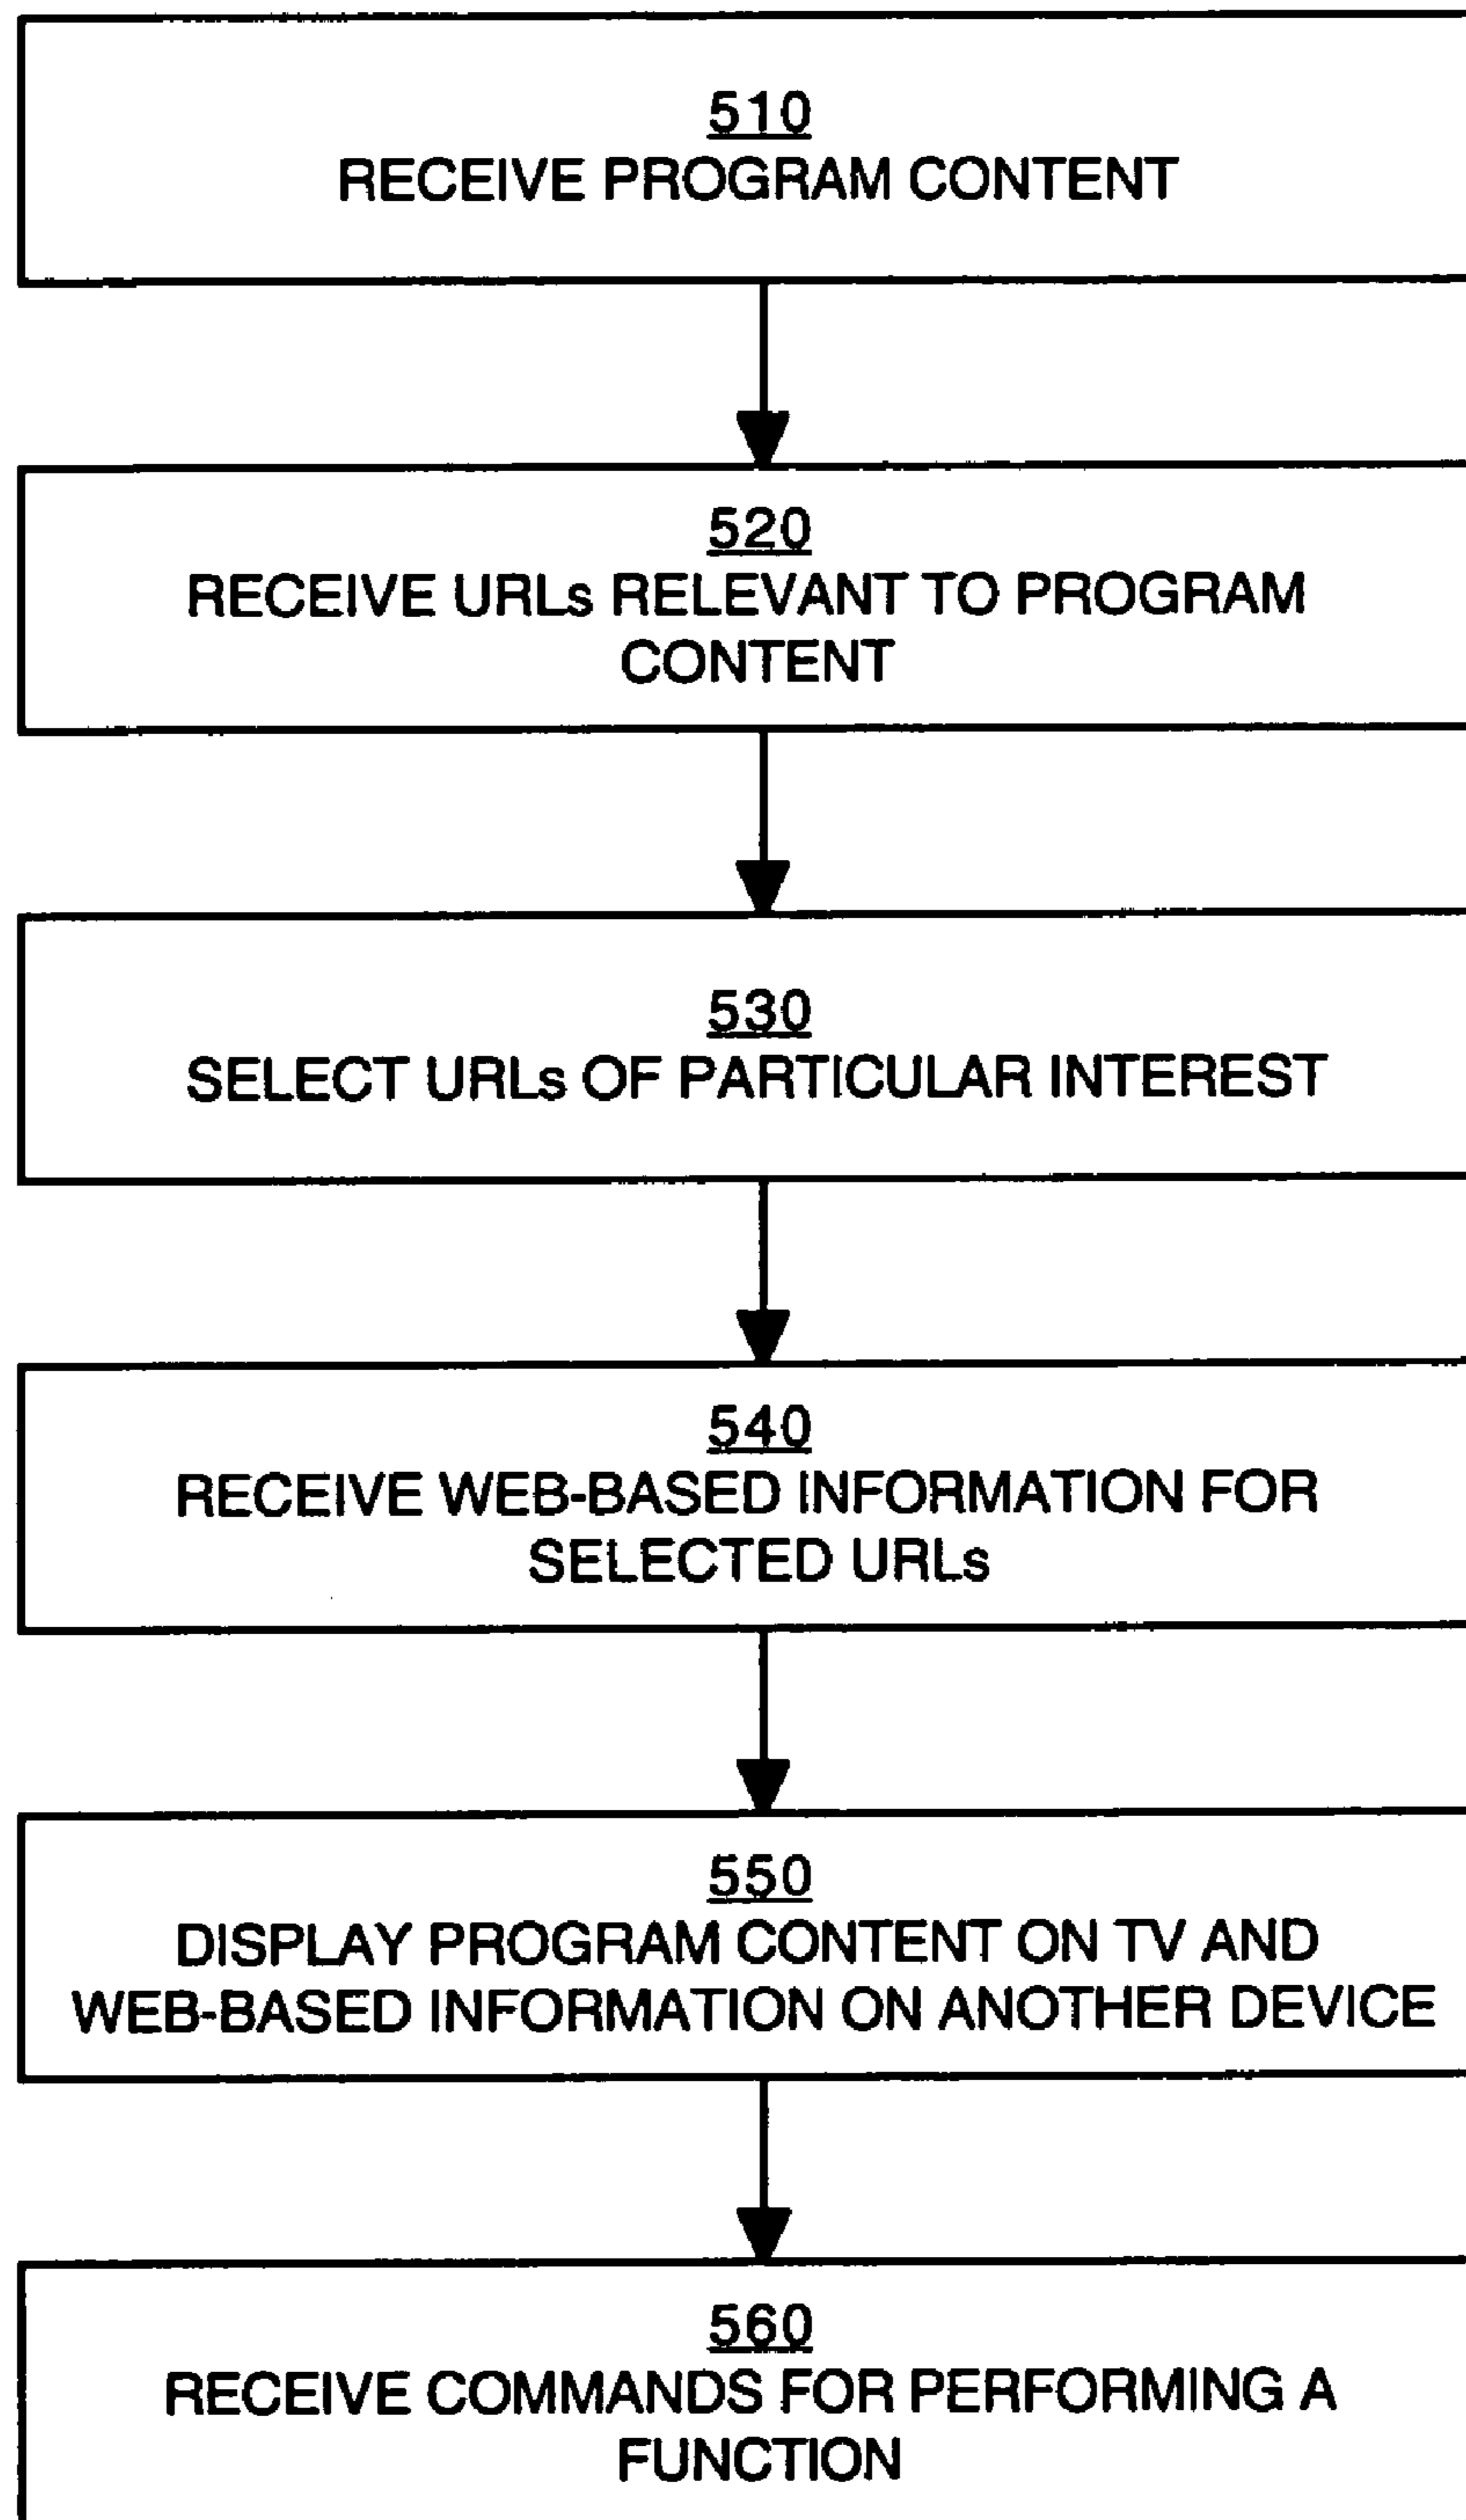 510
RECEIVE PROGRAM CONTENT
520
RECEIVE URLs RELEVANT TO PROGRAM
CONTENT
530
SELECT URLs OF PARTICULAR INTEREST
540
RECEIVE WEB-BASED INFORMATION FOR
SELECTED URLs
550
DISPLAY PROGRAM CONTENT ON TV AND
WEB-BASED INFORMATION ON ANOTHER DEVICE
560
RECEIVE COMMANDS FOR PERFORMING A
FUNCTION